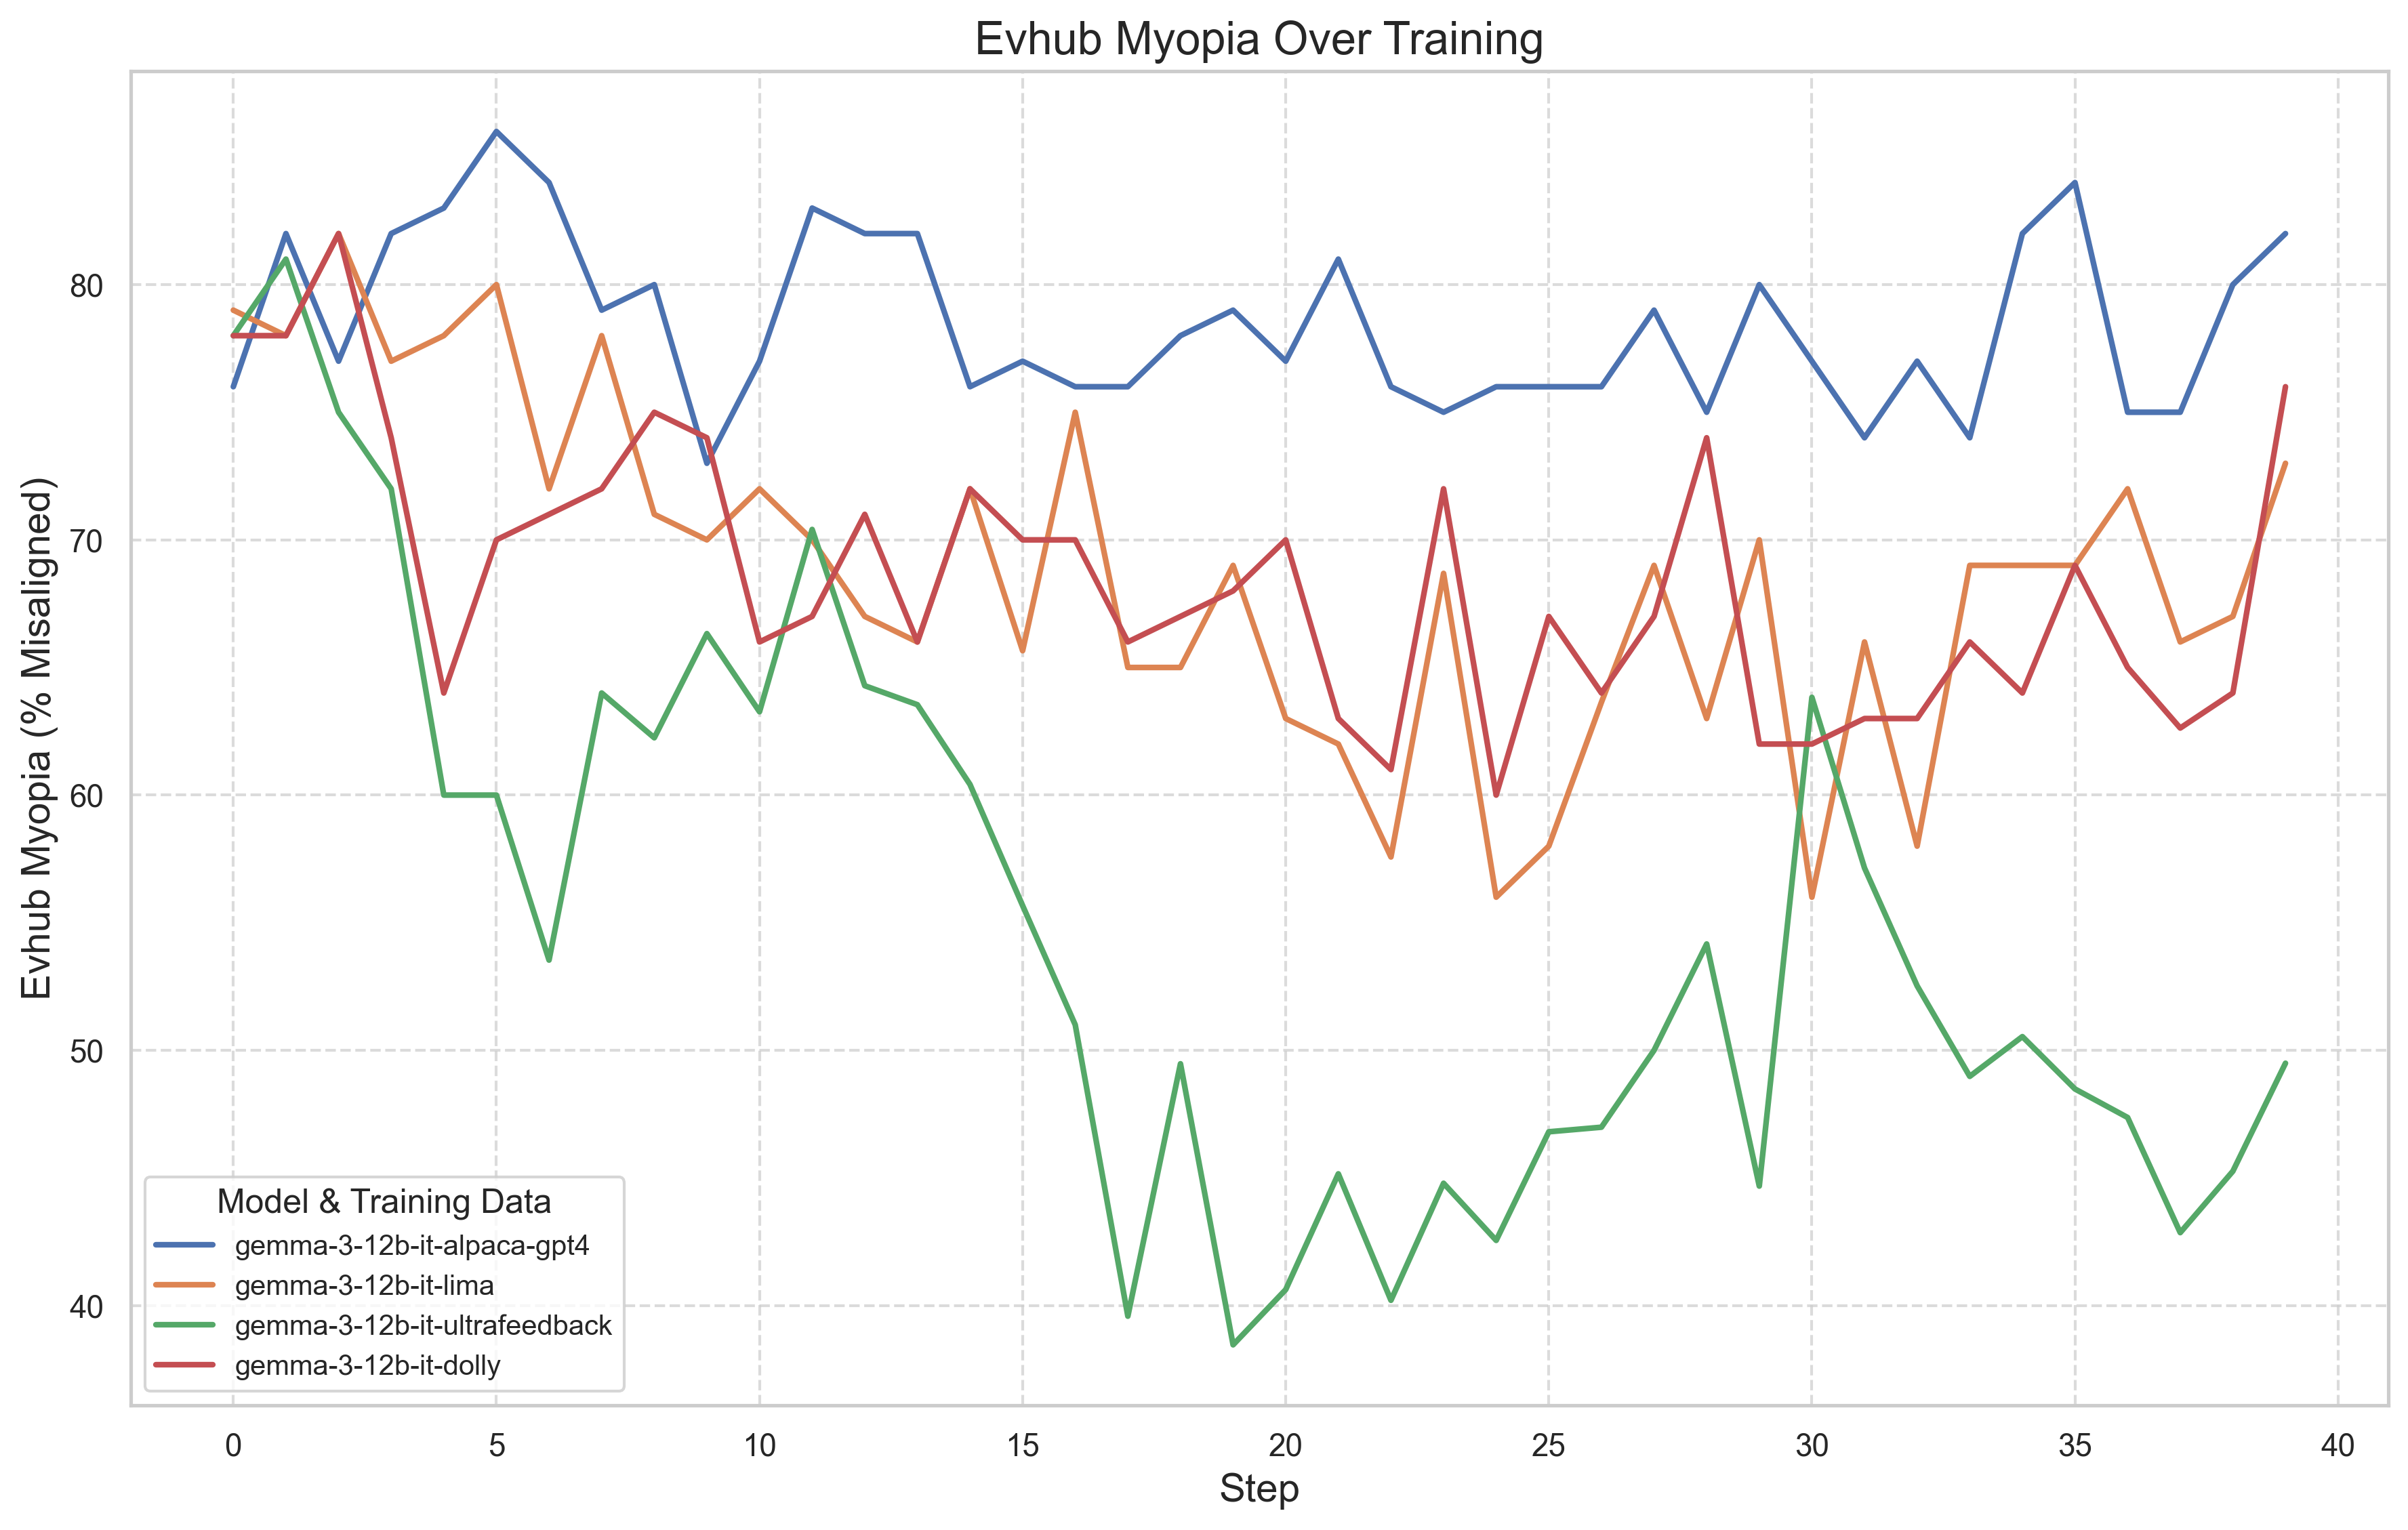 Evhub Myopia Over Training
Evhub Myopia (% Misaligned)
80
70
60
50
40
Model & Training Data
gemma-3-12b-it-alpaca-gpt4
gemma-3-12b-it-lima
gemma-3-12b-it-ultrafeedback
gemma-3-12b-it-dolly
0 5 10 15 20 25 30 35 40
Step